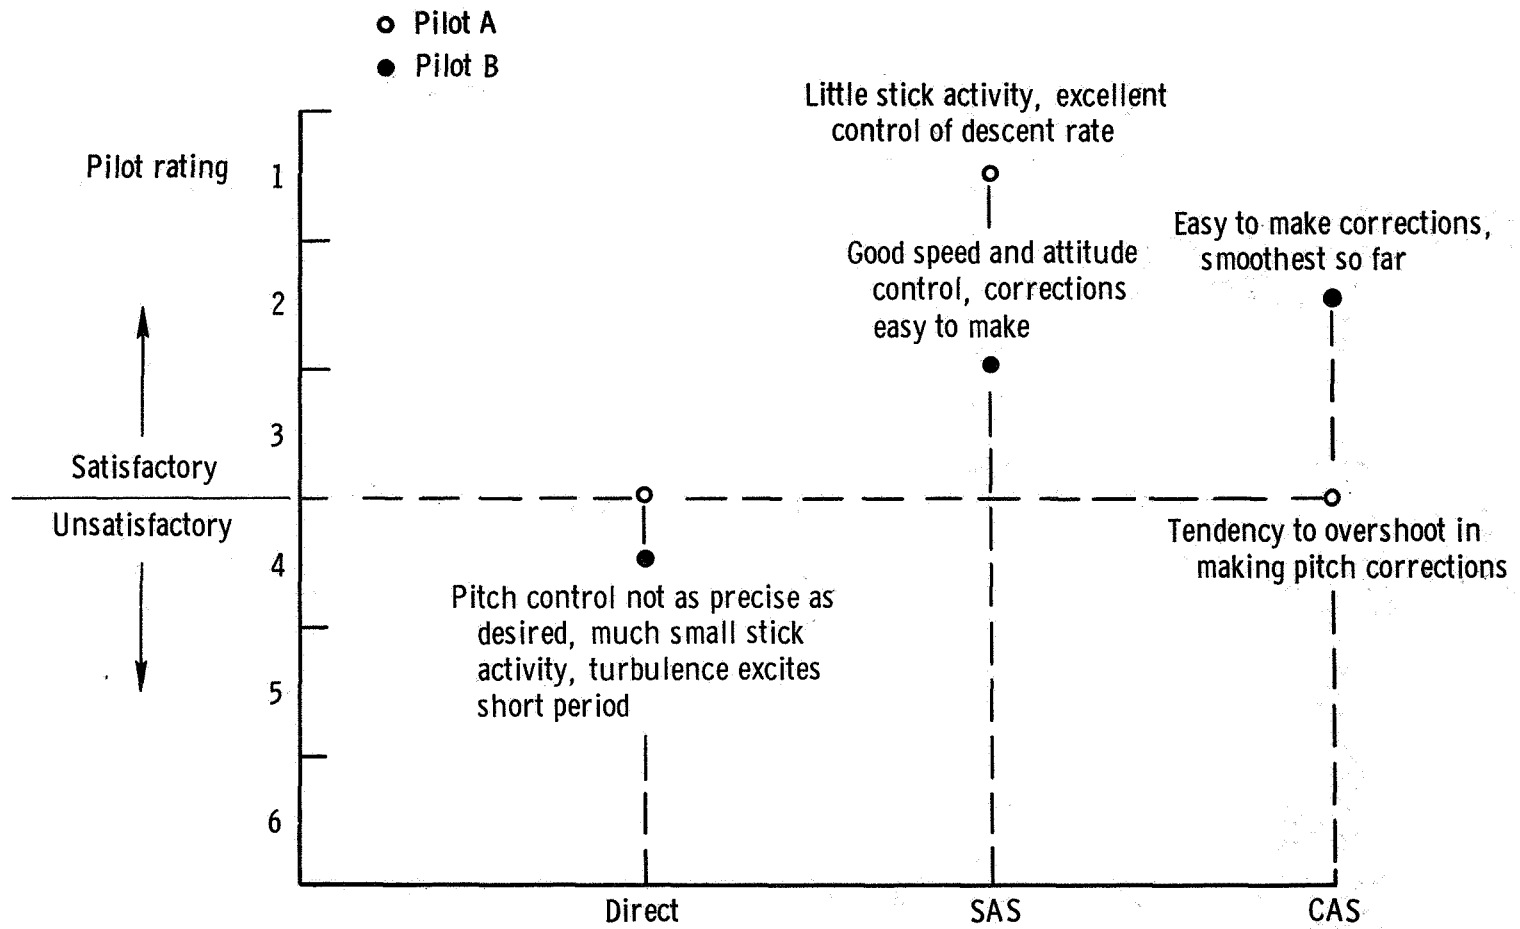 Pilot A
Pilot B
Little stick activity, excellent
control of descent rate
Pilot rating
1
Easy to make corrections,
smoothest so far
Good speed and attitude
control, corrections
easy to make
2
3
Satisfactory
Unsatisfactory
Tendency to overshoot in
making pitch corrections
4
Pitch control not as precise as
desired, much small stick
activity, turbulence excites
short period
5
6
Direct
SAS
CAS